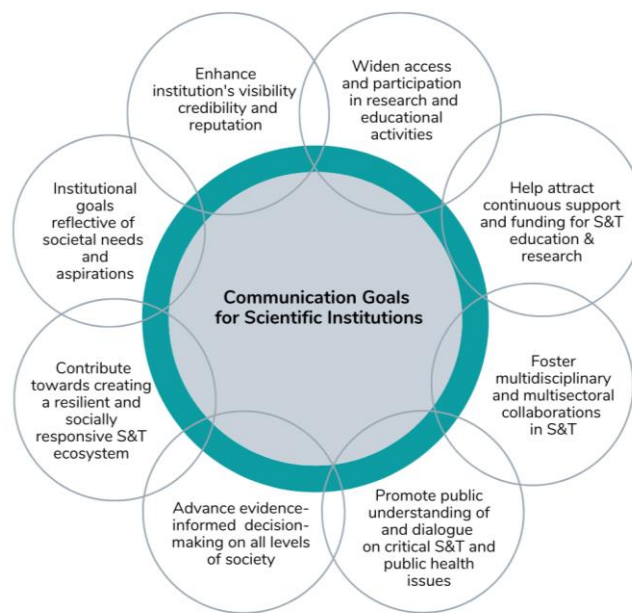 Enhance
institution's visibility
credibility and
reputation
Widen access
and participation
in research and
educational
activities
Help attract
continuous support
and funding for S&T
education &
research
Foster
multidisciplinary
and multisectoral
collaborations
in S&T
Promote public
understanding of
and dialogue
on critical S&T and
public health
issues
Advance evidence-
informed decision-
making on all levels
of society
Contribute
towards creating
a resilient and
socially
responsive S&T
ecosystem
Institutional
goals
reflective of
societal needs
and
aspirations
Communication Goals
for Scientific Institutions